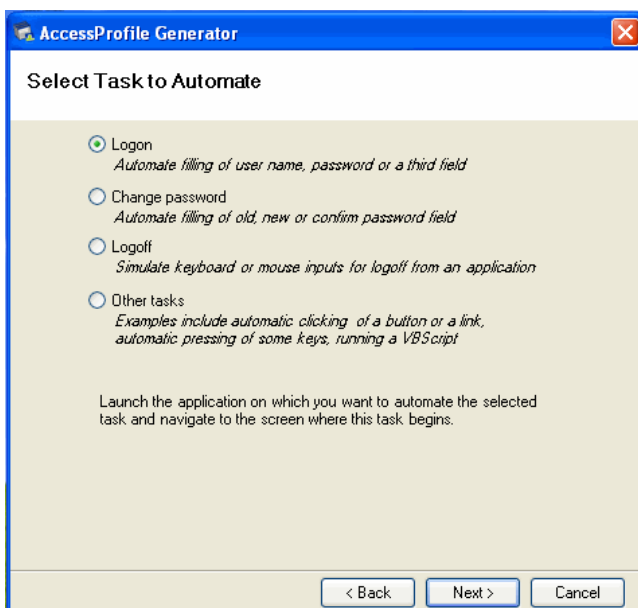 AccessProfile Generator
Select Task to Automate
Logon
Automate filling of user name, password or a third field
Change password
Automate filling of old, new or confirm password field
Logoff
Simulate keyboard or mouse inputs for logoff from an application
Other tasks
Examples include automatic clicking of a button or a link,
automatic pressing of some keys, running a VBScript
Launch the application on which you want to automate the selected
task and navigate to the screen where this task begins.
< Back Next > Cancel